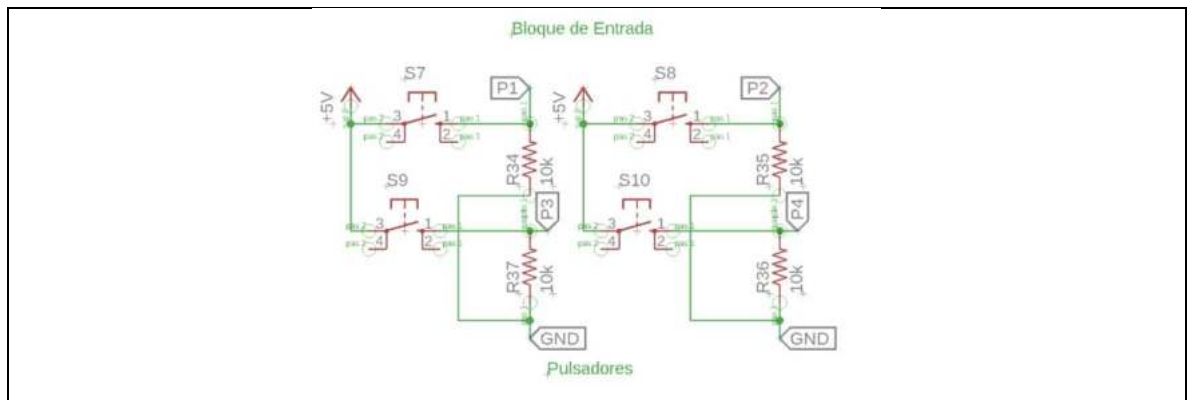 Bloque de Entrada
S7 P1 S8 P2
+5V 3 1 +5V 3 1
4 2 4 2
R34 10k R35 10k
S9 P3 S10 P4
3 1 3 1
4 2 4 2
R37 10k R36 10k
GND GND
Pulsadores